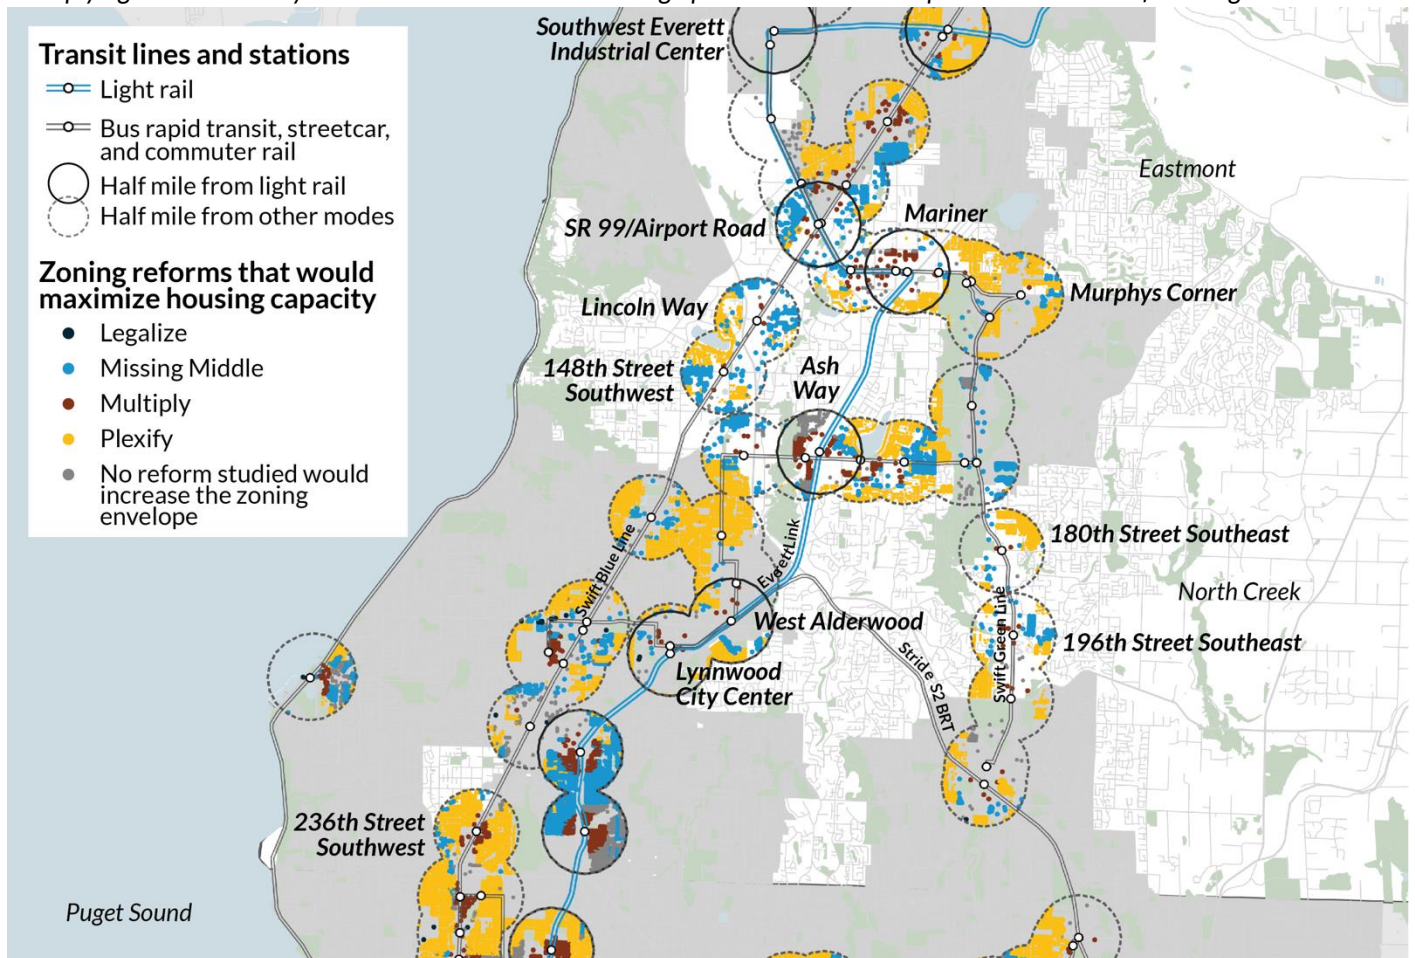 Transit lines and stations
Light rail
Bus rapid transit, streetcar,
and commuter rail
Half mile from light rail
Half mile from other modes
Zoning reforms that would
maximize housing capacity
Legalize
Missing Middle
Multiply
Plexify
No reform studied would
increase the zoning
envelope
Southwest Everett
Industrial Center
Eastmont
SR 99/Airport Road
Mariner
Murphys Corner
Lincoln Way
148th Street
Southwest
Ash
Way
180th Street Southeast
North Creek
196th Street Southeast
Swift Blue Line
Everett Link
West Alderwood
Lynnwood
City Center
Stride S2 BRT
Swift Green Line
236th Street
Southwest
Puget Sound